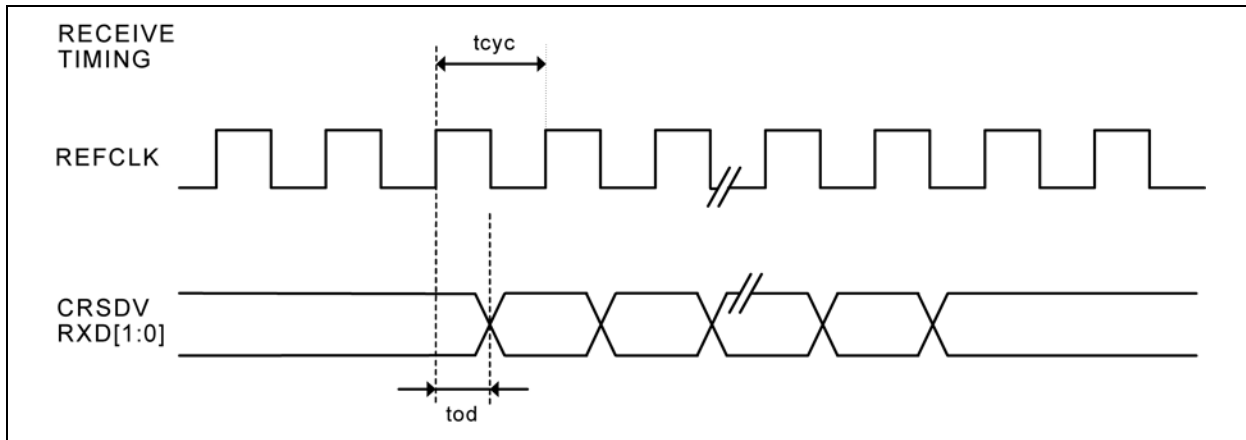 RECEIVE
TIMING
tcyc
REFCLK
CRSDV
RXD[1:0]
tod